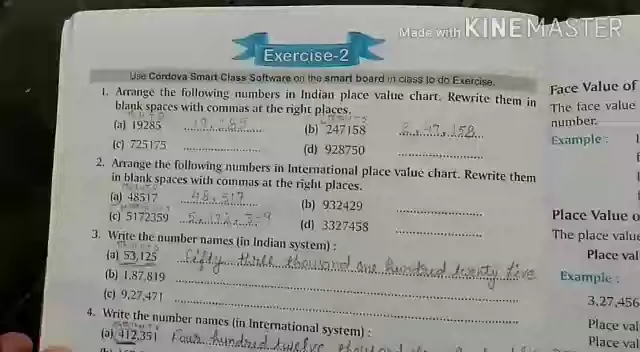 Made with KINEMASTER
Exercise-2
Use Cordova Smart Class Software on the smart board in class to do Exercise.
1. Arrange the following numbers in Indian place value chart. Rewrite them in
blank spaces with commas at the right places.
(a) 19285 19,285 (b) 247158 2,47,158
(c) 725175 (d) 928750
2. Arrange the following numbers in International place value chart. Rewrite them
in blank spaces with commas at the right places.
(a) 48517 48,517 (b) 932429
(c) 5172359 5,172,359 (d) 3327458
3. Write the number names (in Indian system) :
(a) 53,125 fifty three thousand one hundred twenty five
(b) 1,87,819
(c) 9,27,471
4. Write the number names (in International system) :
(a) 412,351 Four hundred twelve thousand
Face Value of
The face value
number.
Example :
Place Value o
The place value
Place val
Example :
3,27,456
Place val
Place val